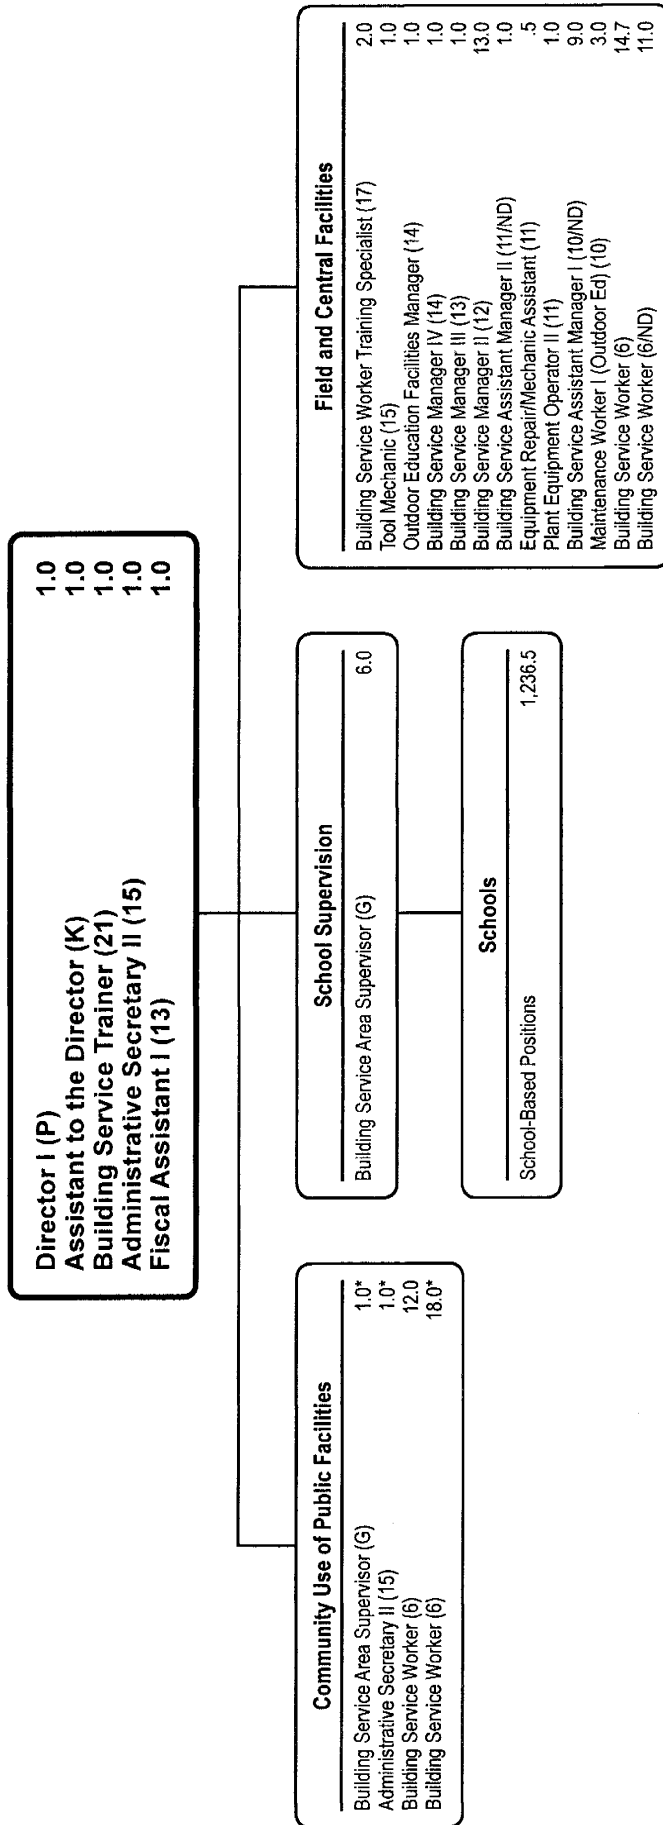 Director I (P) 1.0
Assistant to the Director (K) 1.0
Building Service Trainer (21) 1.0
Administrative Secretary II (15) 1.0
Fiscal Assistant I (13) 1.0
Community Use of Public Facilities
Building Service Area Supervisor (G) 1.0*
Administrative Secretary II (15) 1.0*
Building Service Worker (6) 12.0
Building Service Worker (6) 18.0*
School Supervision
Building Service Area Supervisor (G) 6.0
Schools
School-Based Positions 1,236.5
Field and Central Facilities
Building Service Worker Training Specialist (17) 2.0
Tool Mechanic (15) 1.0
Outdoor Education Facilities Manager (14) 1.0
Building Service Manager IV (14) 1.0
Building Service Manager III (13) 1.0
Building Service Manager II (12) 13.0
Building Service Assistant Manager II (11/ND) 1.0
Equipment Repair/Mechanic Assistant (11) .5
Plant Equipment Operator II (11) 1.0
Building Service Assistant Manager I (10/ND) 9.0
Maintenance Worker I (Outdoor Ed) (10) 3.0
Building Service Worker (6) 14.7
Building Service Worker (6/ND) 11.0